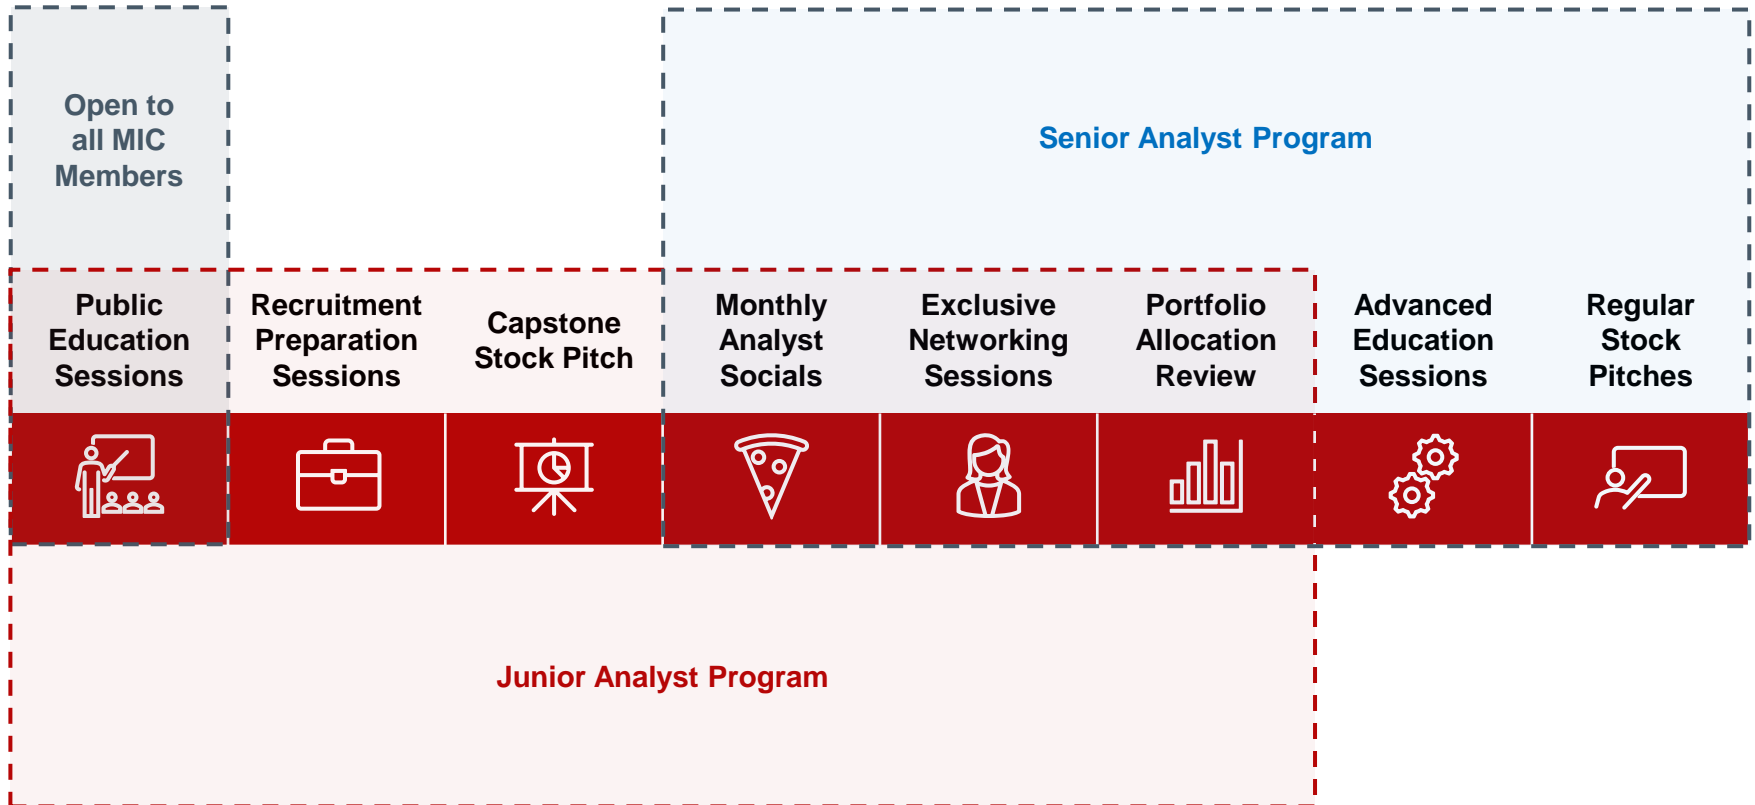 Open to
all MIC
Members
Senior Analyst Program
Public
Education
Sessions
Recruitment
Preparation
Sessions
Capstone
Stock Pitch
Monthly
Analyst
Socials
Exclusive
Networking
Sessions
Portfolio
Allocation
Review
Advanced
Education
Sessions
Regular
Stock
Pitches
Junior Analyst Program